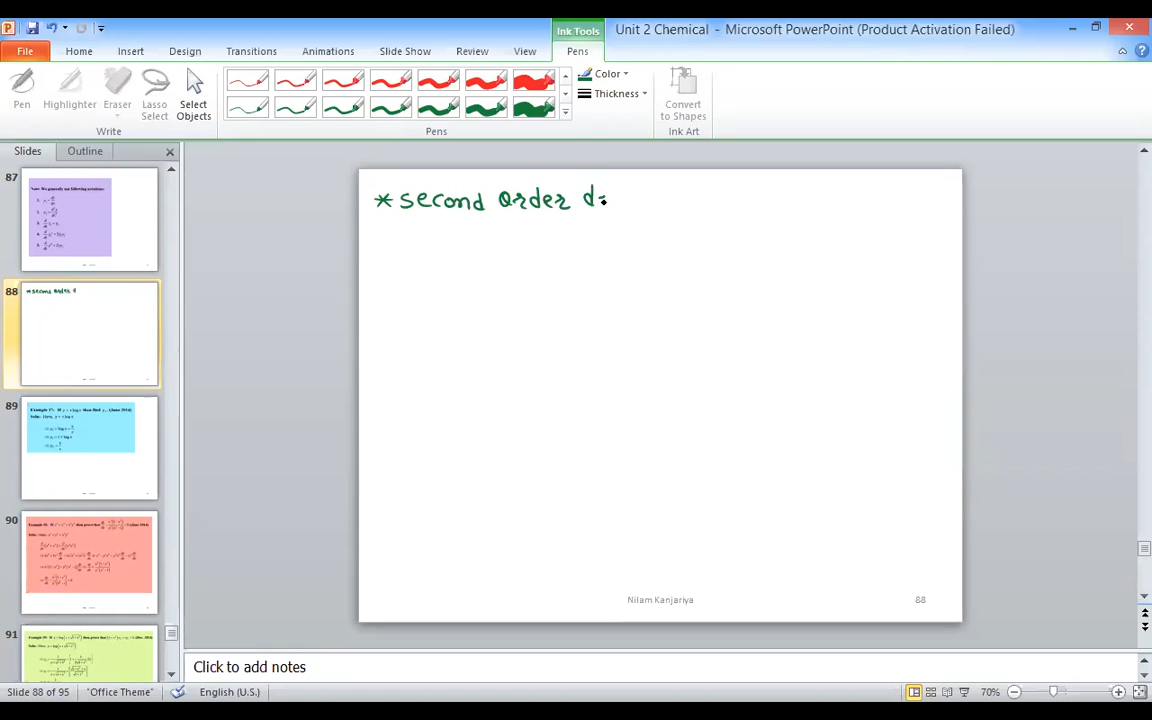 Ink Tools
Unit 2 Chemical - Microsoft PowerPoint (Product Activation Failed)
File Home Insert Design Transitions Animations Slide Show Review View Pens
Pen Highlighter Eraser Lasso Select Select Objects
Color
Thickness
Convert to Shapes
Write Pens Ink Art
Slides Outline
87
88
*second order d
89
90
91
*second order d
Nilam Kanjariya 88
Click to add notes
Slide 88 of 95 "Office Theme" English (U.S.) 70%